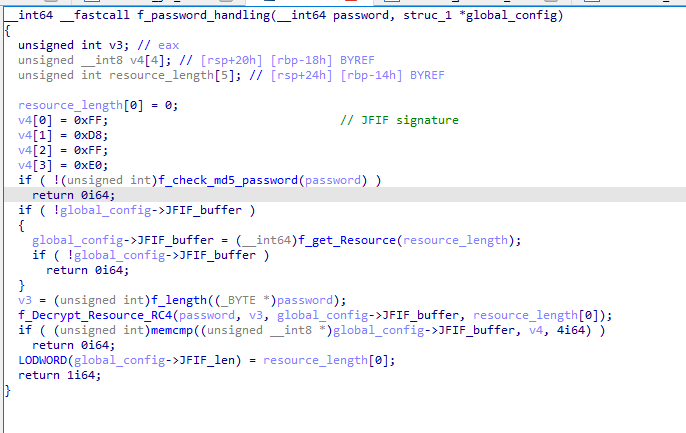 __int64 __fastcall f_password_handling(__int64 password, struc_1 *global_config)
{
  unsigned int v3; // eax
  unsigned __int8 v4[4]; // [rsp+20h] [rbp-18h] BYREF
  unsigned int resource_length[5]; // [rsp+24h] [rbp-14h] BYREF

  resource_length[0] = 0;
  v4[0] = 0xFF;                                 // JFIF signature
  v4[1] = 0xD8;
  v4[2] = 0xFF;
  v4[3] = 0xE0;
  if ( !(unsigned int)f_check_md5_password(password) )
    return 0i64;
  if ( !global_config->JFIF_buffer )
  {
    global_config->JFIF_buffer = (__int64)f_get_Resource(resource_length);
    if ( !global_config->JFIF_buffer )
      return 0i64;
  }
  v3 = (unsigned int)f_length((_BYTE *)password);
  f_Decrypt_Resource_RC4(password, v3, global_config->JFIF_buffer, resource_length[0]);
  if ( (unsigned int)memcmp((unsigned __int8 *)global_config->JFIF_buffer, v4, 4i64) )
    return 0i64;
  LODWORD(global_config->JFIF_len) = resource_length[0];
  return 1i64;
}